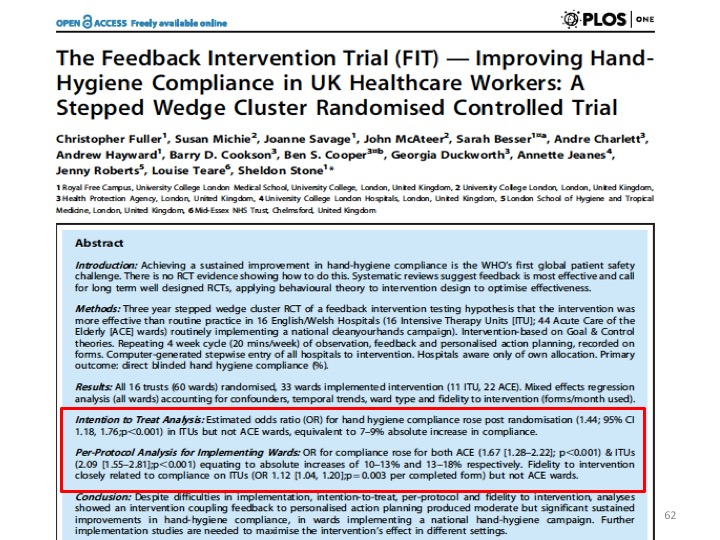 OPEN ACCESS Freely available online
PLOS ONE
The Feedback Intervention Trial (FIT) — Improving Hand-
Hygiene Compliance in UK Healthcare Workers: A
Stepped Wedge Cluster Randomised Controlled Trial
Christopher Fuller1, Susan Michie2, Joanne Savage1, John McAteer2, Sarah Besser1¤a, Andre Charlett3,
Andrew Hayward1, Barry D. Cookson3, Ben S. Cooper3¤b, Georgia Duckworth3, Annette Jeanes4,
Jenny Roberts5, Louise Teare6, Sheldon Stone1*
1 Royal Free Campus, University College London Medical School, University College, London, United Kingdom, 2 University College London, London, United Kingdom,
3 Health Protection Agency, London, United Kingdom, 4 University College London Hospitals, London, United Kingdom, 5 London School of Hygiene and Tropical
Medicine, London, United Kingdom, 6 Mid-Essex NHS Trust, Chelmsford, United Kingdom
Abstract
Introduction: Achieving a sustained improvement in hand-hygiene compliance is the WHO's first global patient safety
challenge. There is no RCT evidence showing how to do this. Systematic reviews suggest feedback is most effective and call
for long term well designed RCTs, applying behavioural theory to intervention design to optimise effectiveness.
Methods: Three year stepped wedge cluster RCT of a feedback intervention testing hypothesis that the intervention was
more effective than routine practice in 16 English/Welsh Hospitals (16 Intensive Therapy Units [ITU]; 44 Acute Care of the
Elderly [ACE] wards) routinely implementing a national cleanyourhands campaign). Intervention-based on Goal & Control
theories. Repeating 4 week cycle (20 mins/week) of observation, feedback and personalised action planning, recorded on
forms. Computer-generated stepwise entry of all hospitals to intervention. Hospitals aware only of own allocation. Primary
outcome: direct blinded hand hygiene compliance (%).
Results: All 16 trusts (60 wards) randomised, 33 wards implemented intervention (11 ITU, 22 ACE). Mixed effects regression
analysis (all wards) accounting for confounders, temporal trends, ward type and fidelity to intervention (forms/month used).
Intention to Treat Analysis: Estimated odds ratio (OR) for hand hygiene compliance rose post randomisation (1.44; 95% CI
1.18, 1.76;p<0.001) in ITUs but not ACE wards, equivalent to 7–9% absolute increase in compliance.
Per-Protocol Analysis for Implementing Wards: OR for compliance rose for both ACE (1.67 [1.28–2.22]; p<0.001) & ITUs
(2.09 [1.55–2.81];p<0.001) equating to absolute increases of 10–13% and 13–18% respectively. Fidelity to intervention
closely related to compliance on ITUs (OR 1.12 [1.04, 1.20];p=0.003 per completed form) but not ACE wards.
Conclusion: Despite difficulties in implementation, intention-to-treat, per-protocol and fidelity to intervention, analyses
showed an intervention coupling feedback to personalised action planning produced moderate but significant sustained
improvements in hand-hygiene compliance, in wards implementing a national hand-hygiene campaign. Further
implementation studies are needed to maximise the intervention's effect in different settings.
62